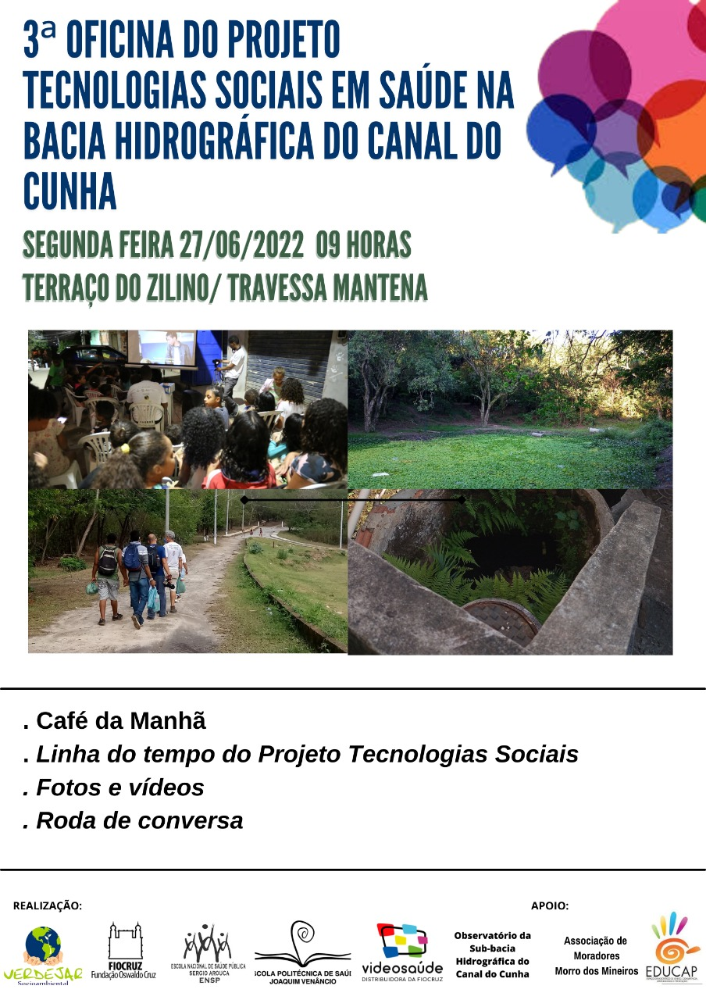 3ª OFICINA DO PROJETO
TECNOLOGIAS SOCIAIS EM SAÚDE NA
BACIA HIDROGRÁFICA DO CANAL DO
CUNHA
SEGUNDA FEIRA 27/06/2022 09 HORAS
TERRAÇO DO ZILINO/ TRAVESSA MANTENA
. Café da Manhã
. Linha do tempo do Projeto Tecnologias Sociais
. Fotos e vídeos
. Roda de conversa
REALIZAÇÃO:
VERDEJAR
Socioambiental
FIOCRUZ
Fundação Oswaldo Cruz
ESCOLA NACIONAL DE SAÚDE PÚBLICA
SERGIO AROUCA
ENSP
SCOLA POLITÉCNICA DE SAÚ
JOAQUIM VENÂNCIO
videosaúde
DISTRIBUIDORA DA FIOCRUZ
Observatório da
Sub-bacia
Hidrográfica do
Canal do Cunha
APOIO:
Associação de
Moradores
Morro dos Mineiros
EDUCAP